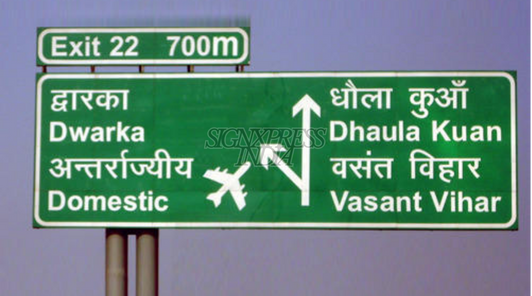 Exit 22 700m
द्वारका
Dwarka
अन्तर्राज्यीय
Domestic
धौला कुआँ
Dhaula Kuan
वसंत विहार
Vasant Vihar
SIGNXPRESS
INDIA